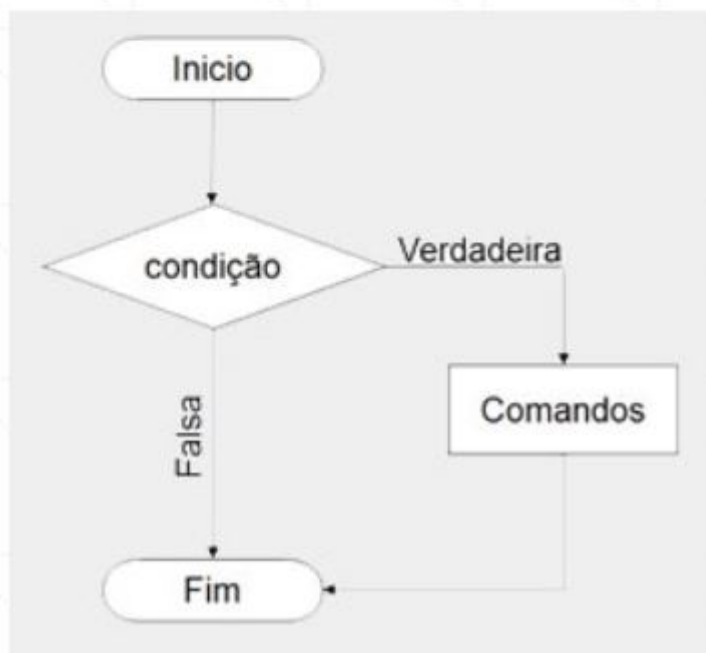 Inicio
condição
Verdadeira
Comandos
Falsa
Fim